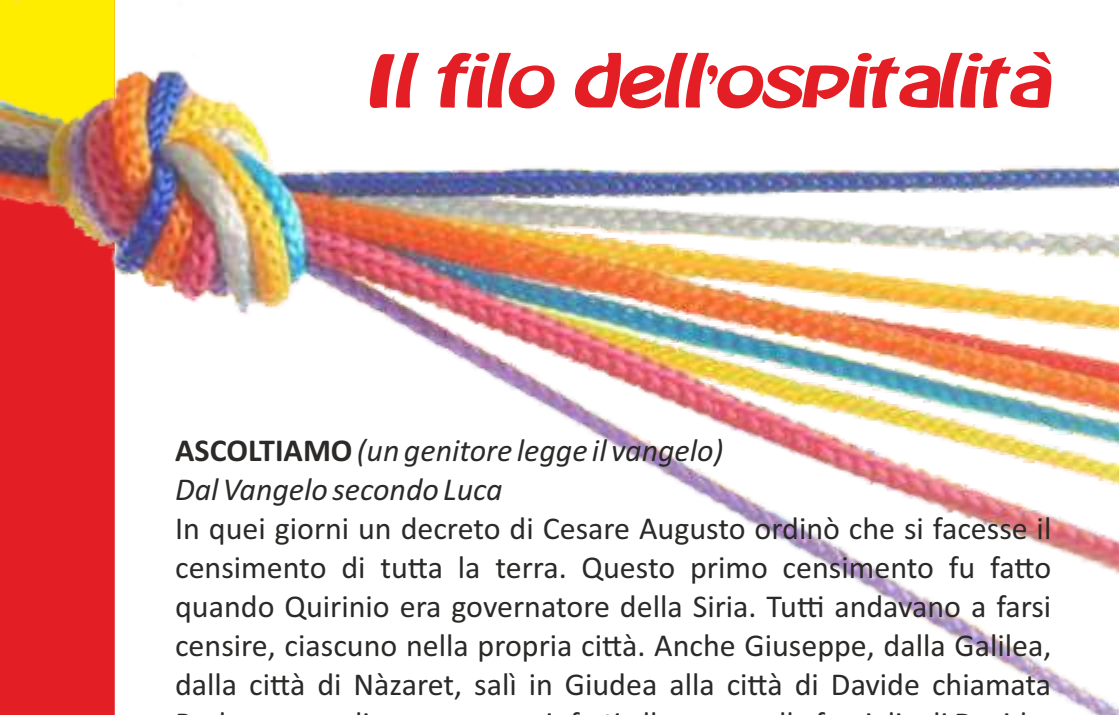 Il filo dell'ospitalità
ASCOLTIAMO (un genitore legge il vangelo)
Dal Vangelo secondo Luca
In quei giorni un decreto di Cesare Augusto ordinò che si facesse il
censimento di tutta la terra. Questo primo censimento fu fatto
quando Quirinio era governatore della Siria. Tutti andavano a farsi
censire, ciascuno nella propria città. Anche Giuseppe, dalla Galilea,
dalla città di Nàzaret, salì in Giudea alla città di Davide chiamata